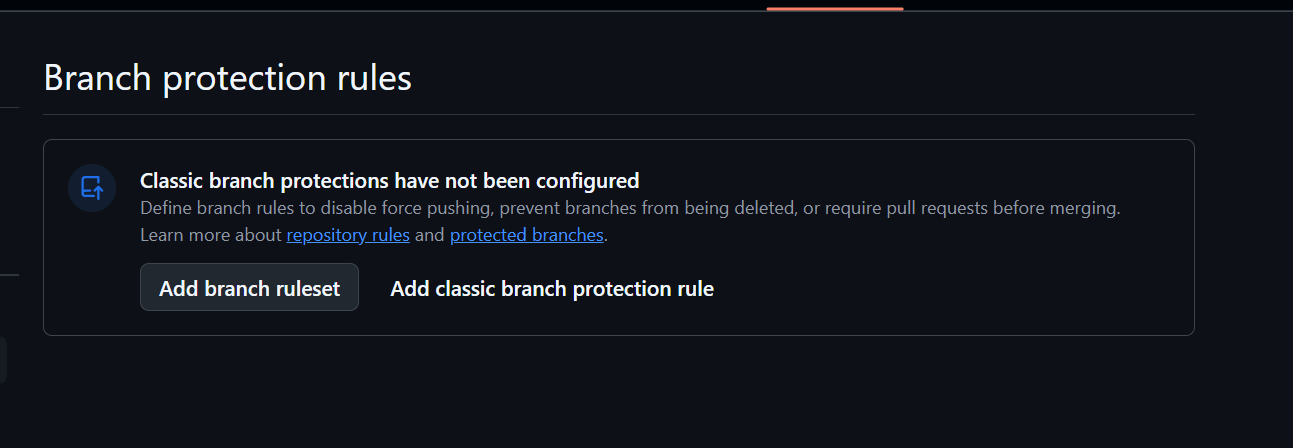 Branch protection rules
Classic branch protections have not been configured
Define branch rules to disable force pushing, prevent branches from being deleted, or require pull requests before merging.
Learn more about repository rules and protected branches.
Add branch ruleset
Add classic branch protection rule